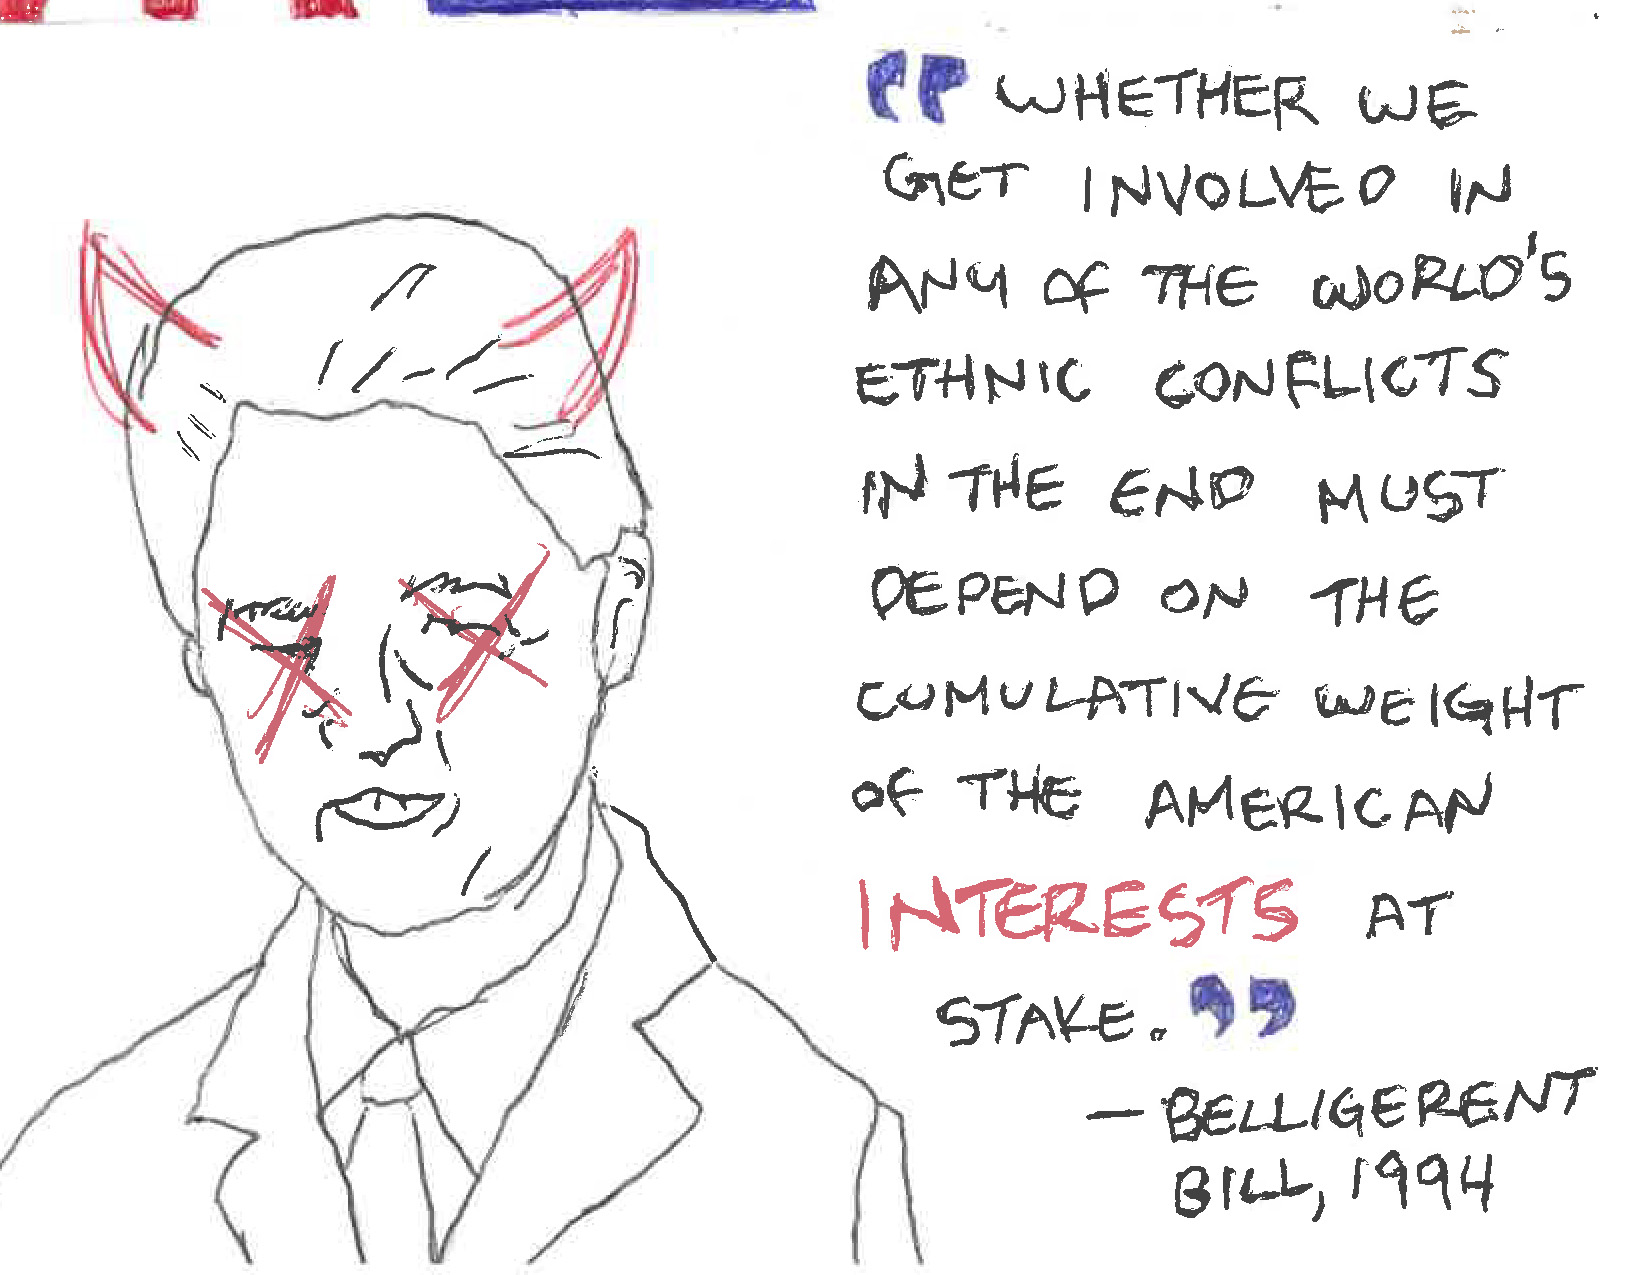 “ WHETHER WE
GET INVOLVED IN
ANY OF THE WORLD'S
ETHNIC CONFLICTS
IN THE END MUST
DEPEND ON THE
CUMULATIVE WEIGHT
OF THE AMERICAN
INTERESTS AT
STAKE. ”
— BELLIGERENT
BILL, 1994